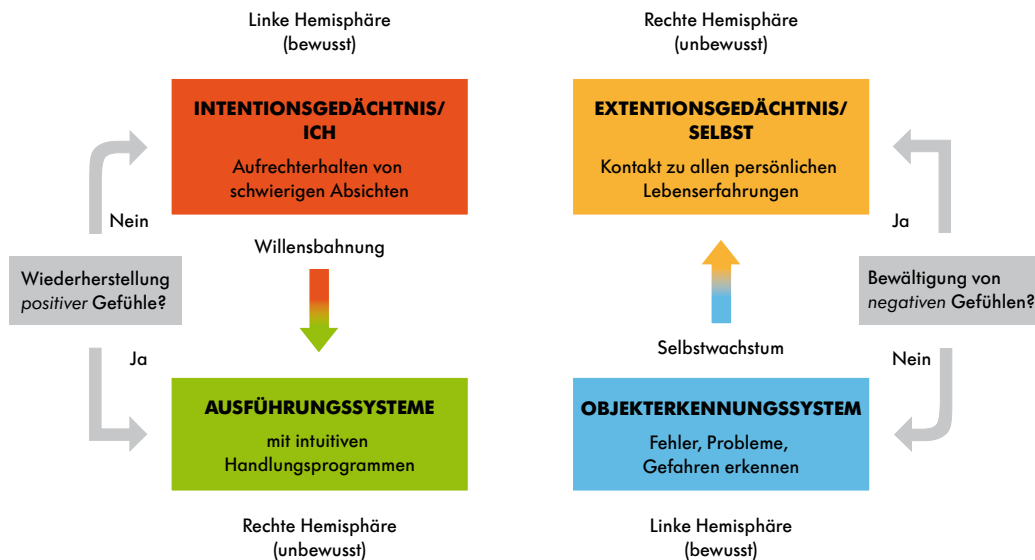 Linke Hemisphäre
(bewusst)
Rechte Hemisphäre
(unbewusst)
INTENTIONSGEDÄCHTNIS/
ICH
Aufrechterhalten von
schwierigen Absichten
EXTENTIONSGEDÄCHTNIS/
SELBST
Kontakt zu allen persönlichen
Lebenserfahrungen
Nein
Willensbahnung
Ja
Wiederherstellung
positiver Gefühle?
Bewältigung von
negativen Gefühlen?
Ja
Selbstwachstum
Nein
AUSFÜHRUNGSSYSTEME
mit intuitiven
Handlungsprogrammen
OBJEKTERKENNUNGSSYSTEM
Fehler, Probleme,
Gefahren erkennen
Rechte Hemisphäre
(unbewusst)
Linke Hemisphäre
(bewusst)